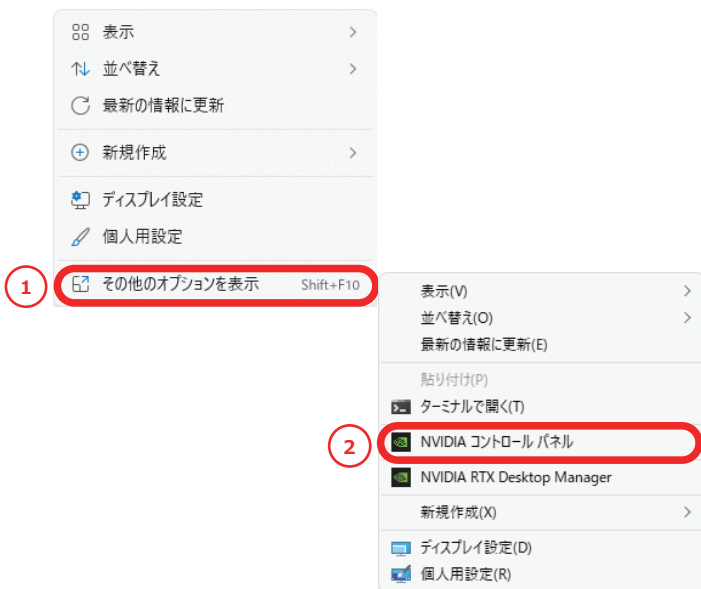 表示
並べ替え
最新の情報に更新
新規作成
ディスプレイ設定
個人用設定
1
その他のオプションを表示 Shift+F10
表示(V)
並べ替え(O)
最新の情報に更新(E)
貼り付け(P)
ターミナルで開く(T)
2
NVIDIA コントロール パネル
NVIDIA RTX Desktop Manager
新規作成(X)
ディスプレイ設定(D)
個人用設定(R)